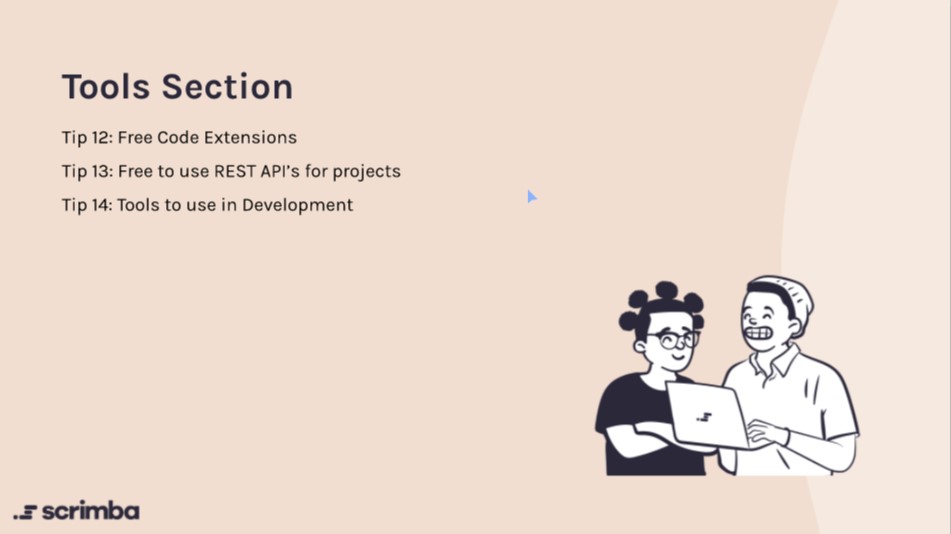 Tools Section
Tip 12: Free Code Extensions
Tip 13: Free to use REST API's for projects
Tip 14: Tools to use in Development
scrimba